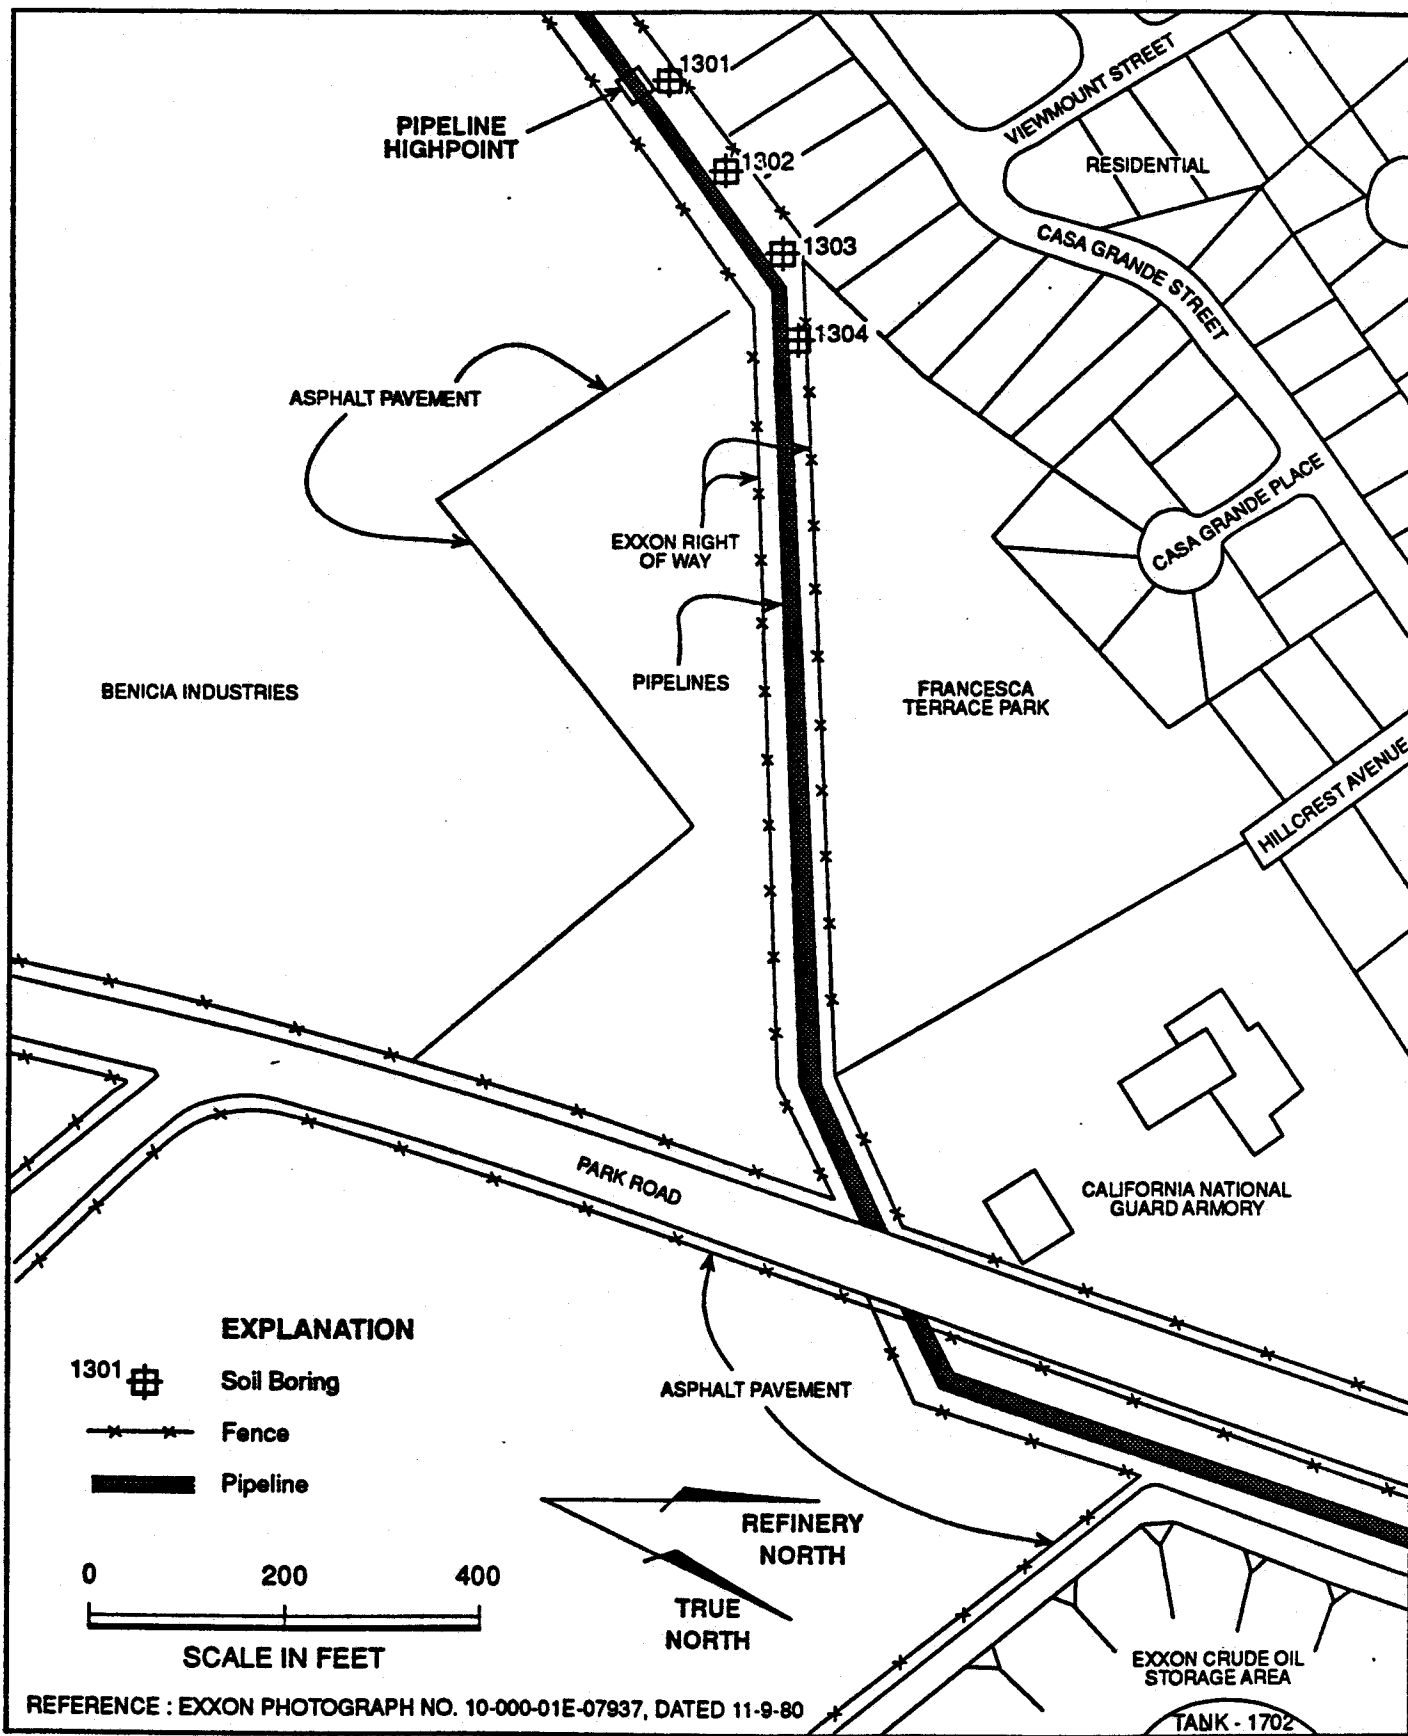 1301
VIEWMOUNT STREET
PIPELINE
HIGHPOINT
1302
RESIDENTIAL
1303
CASA GRANDE STREET
1304
ASPHALT PAVEMENT
CASA GRANDE PLACE
EXXON RIGHT
OF WAY
PIPELINES
BENICIA INDUSTRIES
FRANCESCA
TERRACE PARK
HILLCREST AVENUE
PARK ROAD
CALIFORNIA NATIONAL
GUARD ARMORY
EXPLANATION
1301
Soil Boring
Fence
Pipeline
ASPHALT PAVEMENT
REFINERY
NORTH
TRUE
NORTH
0 200 400
SCALE IN FEET
EXXON CRUDE OIL
STORAGE AREA
TANK - 1702
REFERENCE : EXXON PHOTOGRAPH NO. 10-000-01E-07937, DATED 11-9-80